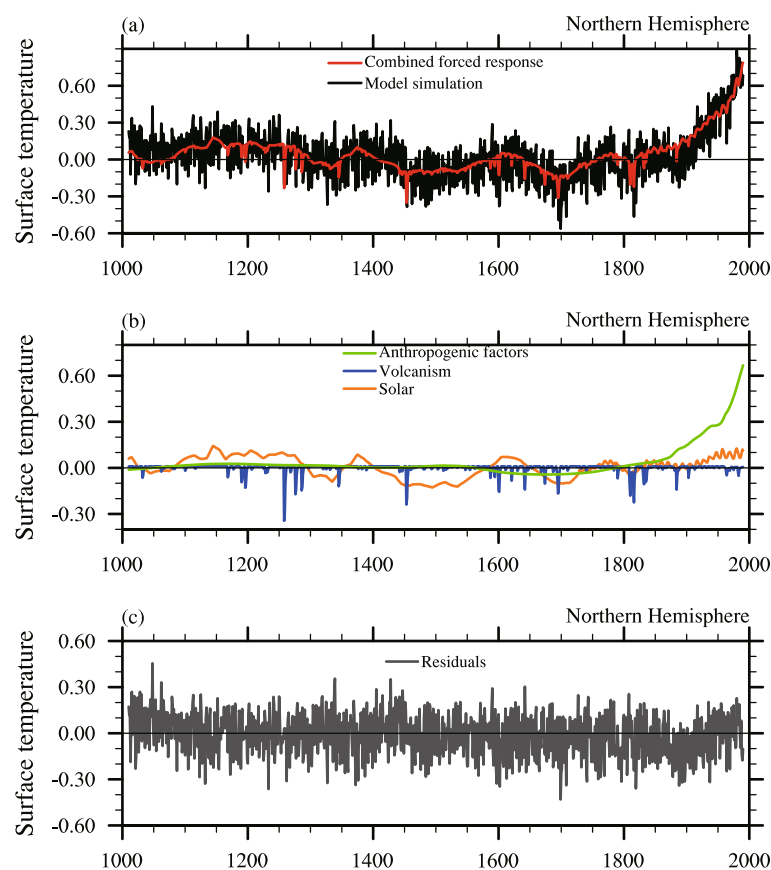 (a) Northern Hemisphere
Surface temperature
Combined forced response
Model simulation
0.60
0.30
0.00
-0.30
-0.60
1000 1200 1400 1600 1800 2000
(b) Northern Hemisphere
Surface temperature
Anthropogenic factors
Volcanism
Solar
0.60
0.30
0.00
-0.30
1000 1200 1400 1600 1800 2000
(c) Northern Hemisphere
Surface temperature
Residuals
0.60
0.30
0.00
-0.30
-0.60
1000 1200 1400 1600 1800 2000